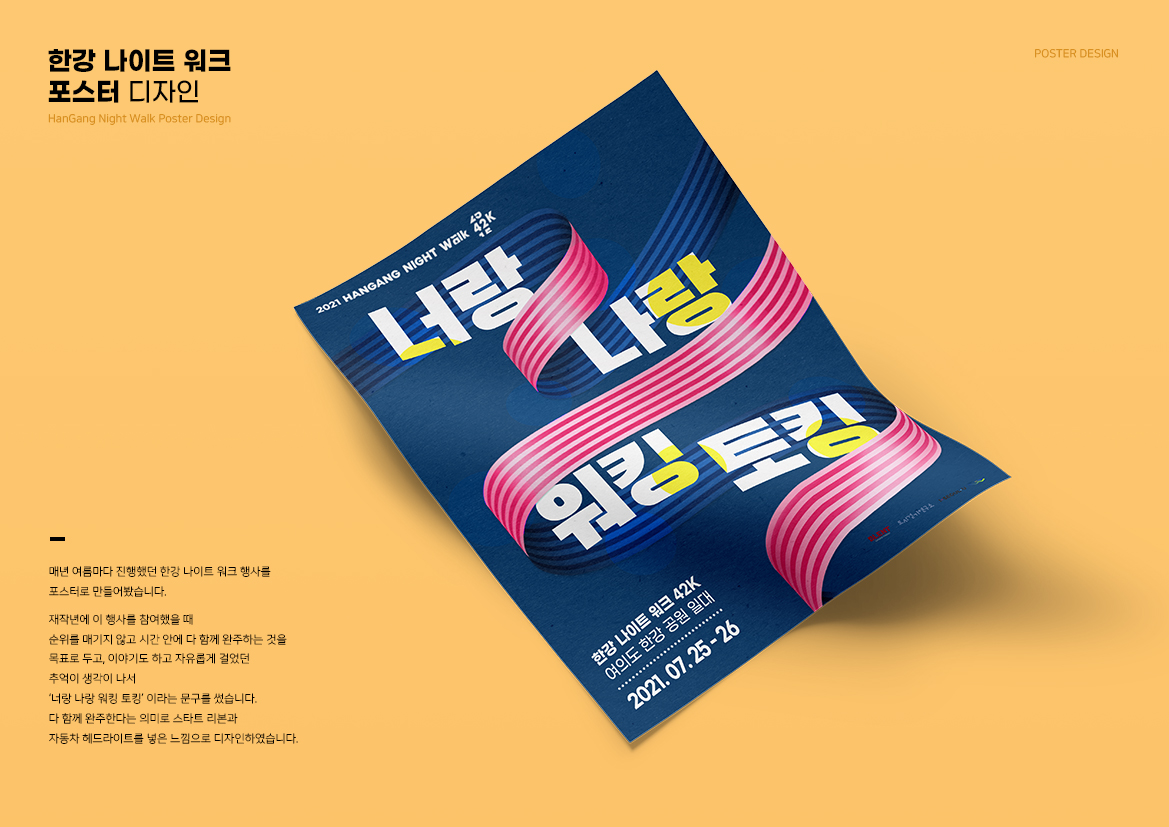 한강 나이트 워크
포스터 디자인
HanGang Night Walk Poster Design
POSTER DESIGN
2021 HANGANG NIGHT Walk 42K
너랑
나랑
워킹 토킹
한강 나이트 워크 42K
여의도 한강 공원 일대
2021. 07. 25 - 26
매년 여름마다 진행했던 한강 나이트 워크 행사를
포스터로 만들어봤습니다.
재작년에 이 행사를 참여했을 때
순위를 매기지 않고 시간 안에 다 함께 완주하는 것을
목표로 두고, 이야기도 하고 자유롭게 걸었던
추억이 생각이 나서
‘너랑 나랑 워킹 토킹’ 이라는 문구를 썼습니다.
다 함께 완주한다는 의미로 스타트 리본과
자동차 헤드라이트를 넣은 느낌으로 디자인하였습니다.